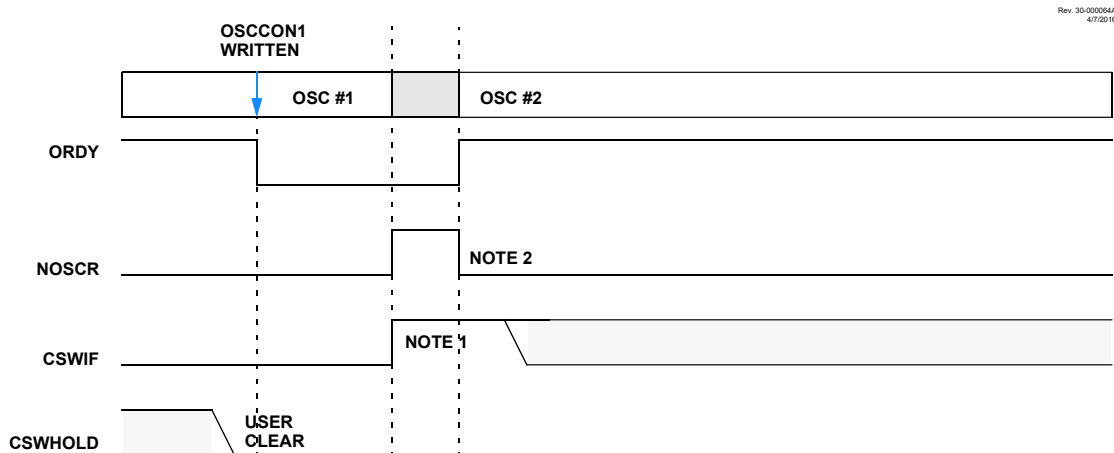 Rev. 30-000064A
4/7/2016
OSCCON1
WRITTEN
OSC #1
OSC #2
ORDY
NOSCR
NOTE 2
CSWIF
NOTE 1
CSWHOLD
USER
CLEAR